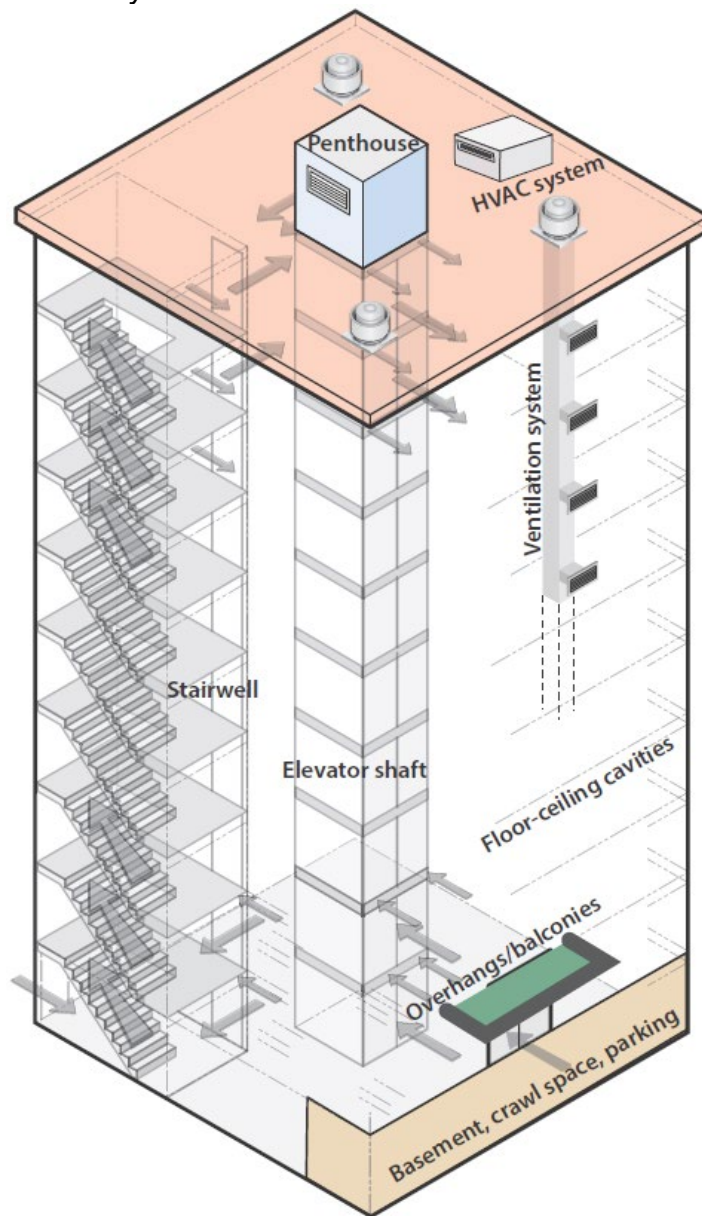 Penthouse
HVAC system
Ventilation system
Stairwell
Elevator shaft
Floor-ceiling cavities
Overhangs/balconies
Basement, crawl space, parking